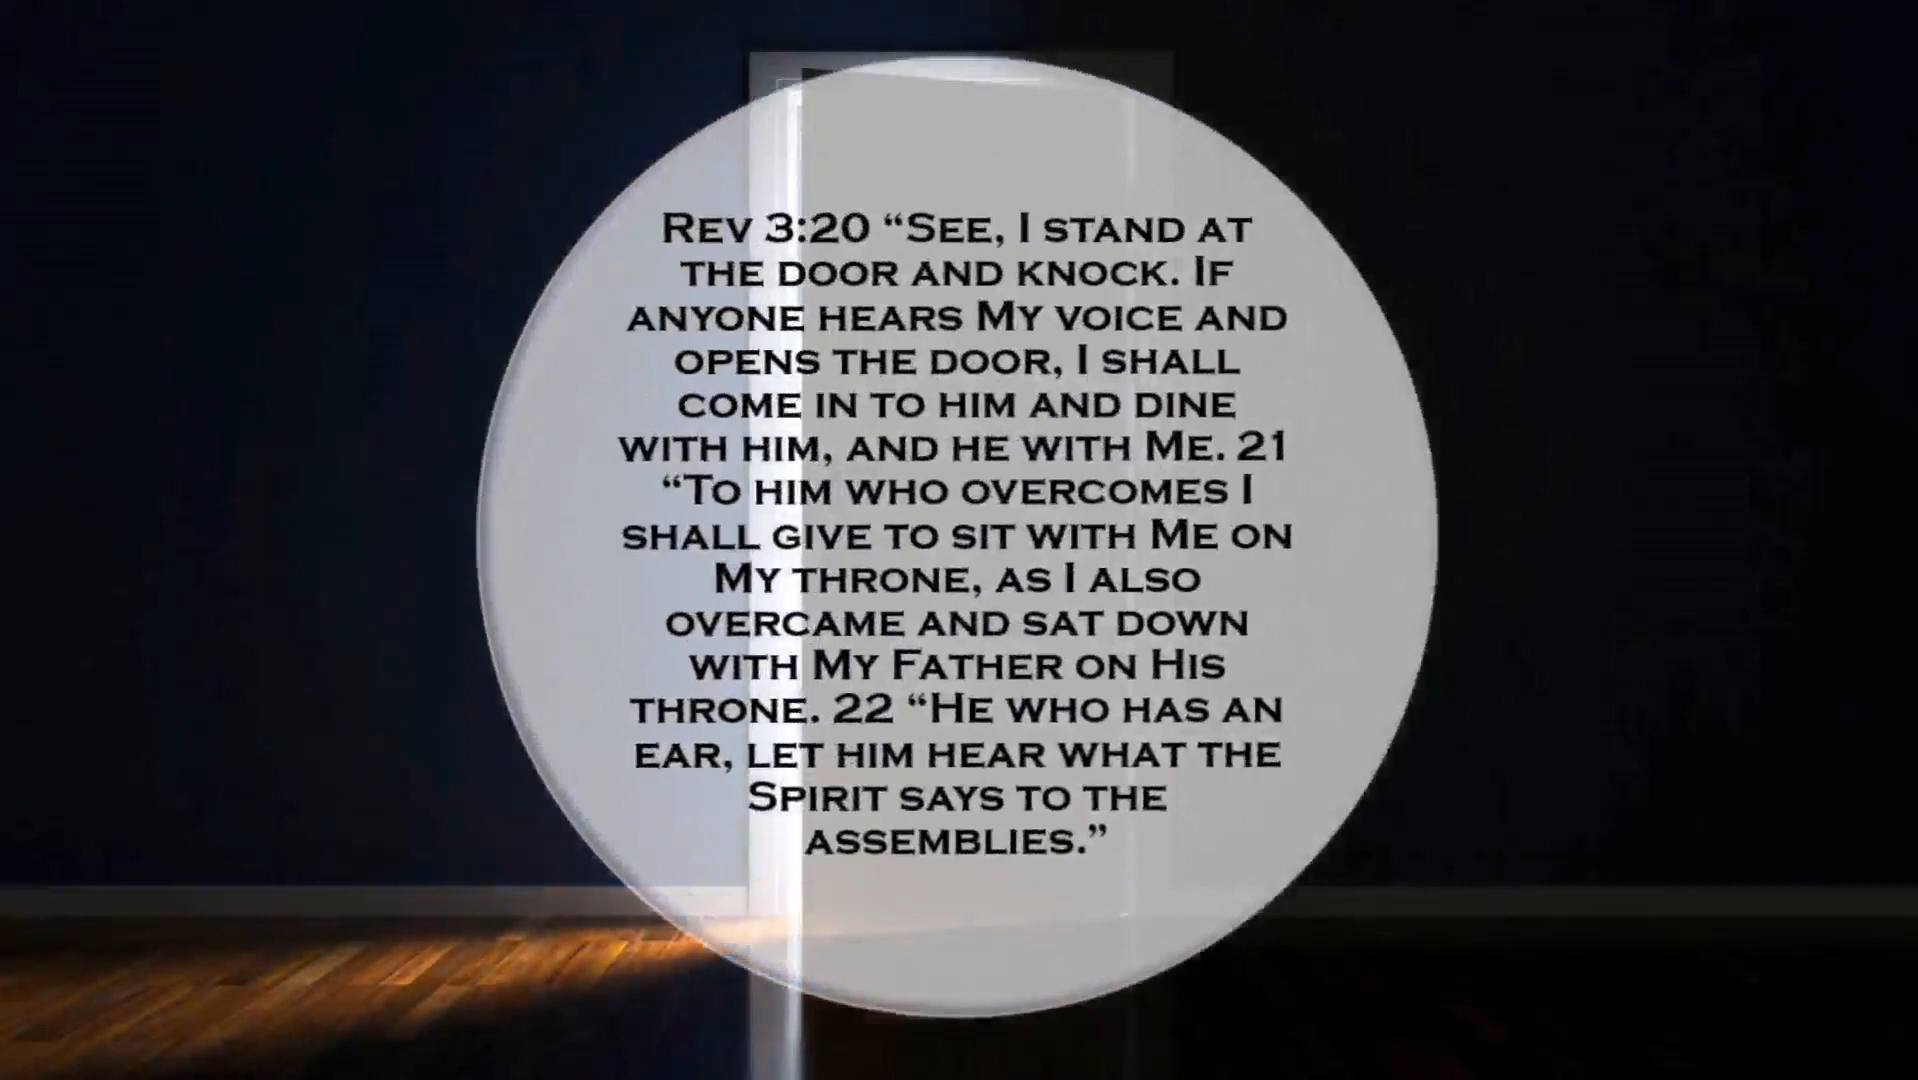 Rev 3:20 “See, I stand at
the door and knock. If
anyone hears My voice and
opens the door, I shall
come in to him and dine
with him, and he with Me. 21
“To him who overcomes I
shall give to sit with Me on
My throne, as I also
overcame and sat down
with My Father on His
throne. 22 “He who has an
ear, let him hear what the
Spirit says to the
assemblies.”